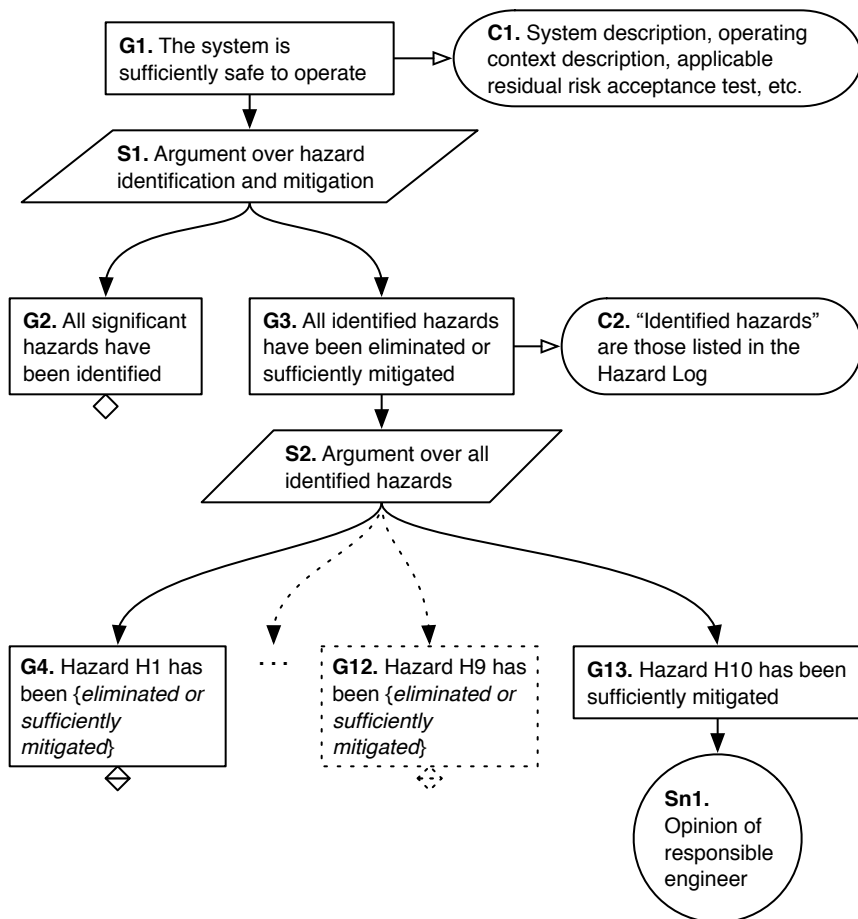 G1. The system is
sufficiently safe to operate
C1. System description, operating
context description, applicable
residual risk acceptance test, etc.
S1. Argument over hazard
identification and mitigation
G2. All significant
hazards have
been identified
G3. All identified hazards
have been eliminated or
sufficiently mitigated
C2. “Identified hazards”
are those listed in the
Hazard Log
S2. Argument over all
identified hazards
G4. Hazard H1 has
been {eliminated or
sufficiently
mitigated}
...
G12. Hazard H9 has
been {eliminated or
sufficiently
mitigated}
G13. Hazard H10 has been
sufficiently mitigated
Sn1.
Opinion of
responsible
engineer